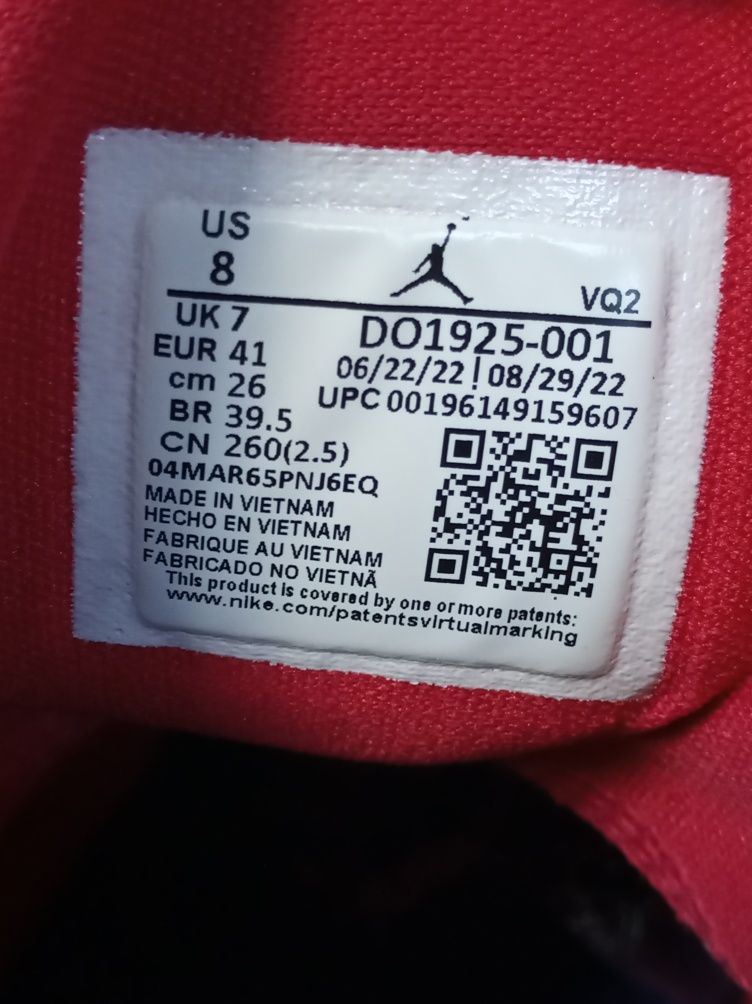 US
8
VQ2
UK 7
DO1925-001
EUR 41
06/22/22 | 08/29/22
cm 26
UPC 00196149159607
BR 39.5
CN 260(2.5)
04MAR65PNJ6EQ
MADE IN VIETNAM
HECHO EN VIETNAM
FABRIQUE AU VIETNAM
FABRICADO NO VIETNÃ
This product is covered by one or more patents:
www.nike.com/patentsvirtualmarking